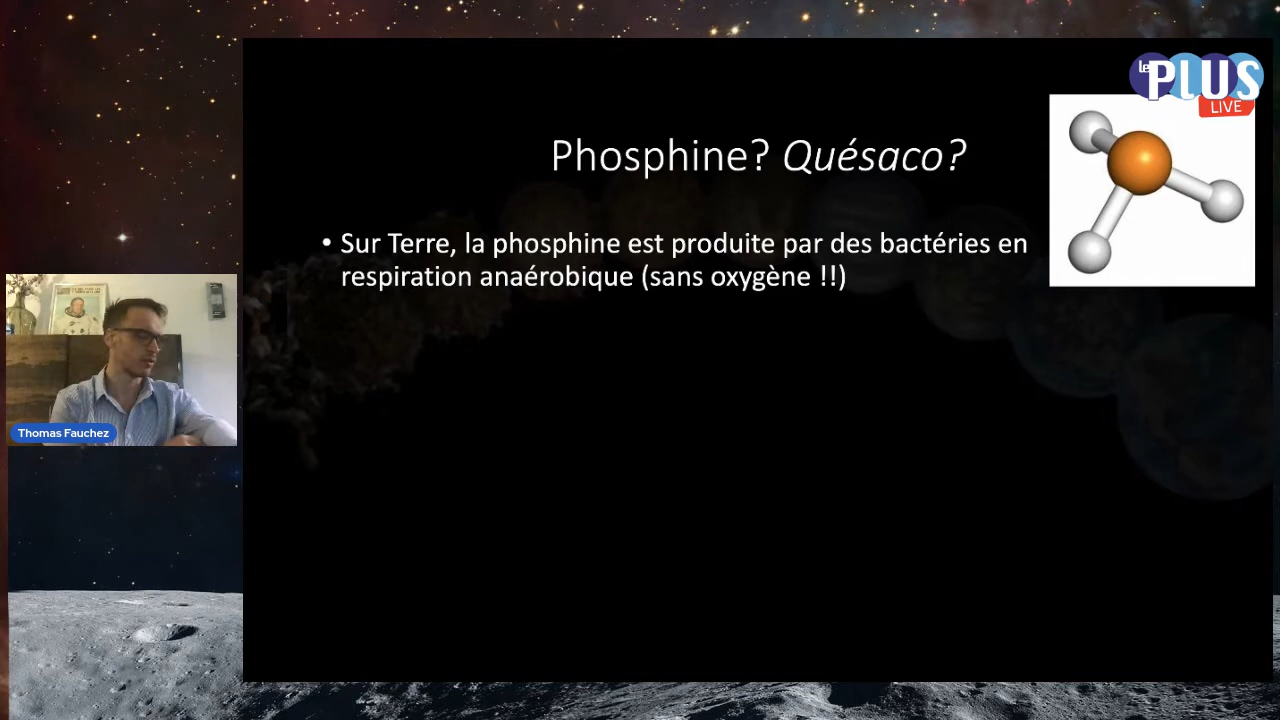 le PLUS
LIVE
Phosphine? Quésaco?
• Sur Terre, la phosphine est produite par des bactéries en
respiration anaérobique (sans oxygène !!)
Thomas Fauchez